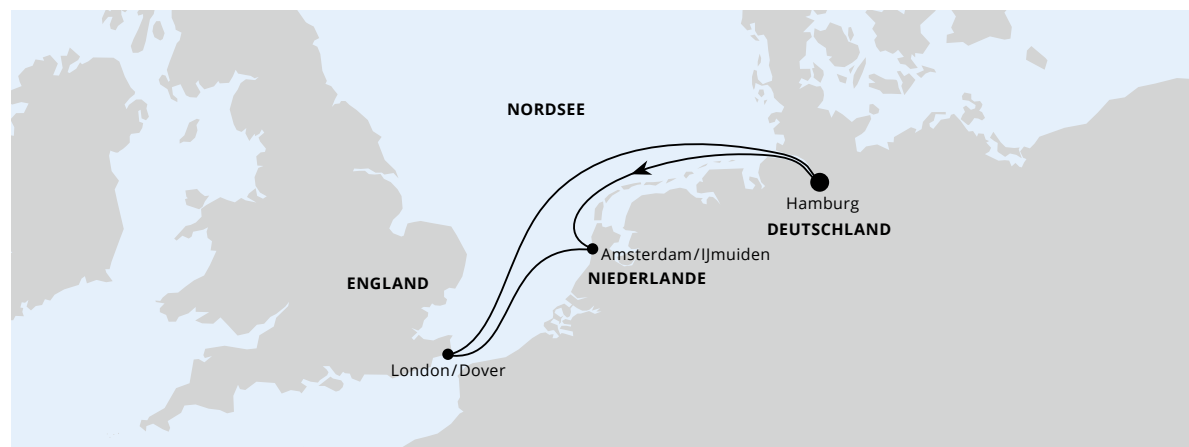 NORDSEE
Hamburg
DEUTSCHLAND
Amsterdam/IJmuiden
NIEDERLANDE
ENGLAND
London/Dover